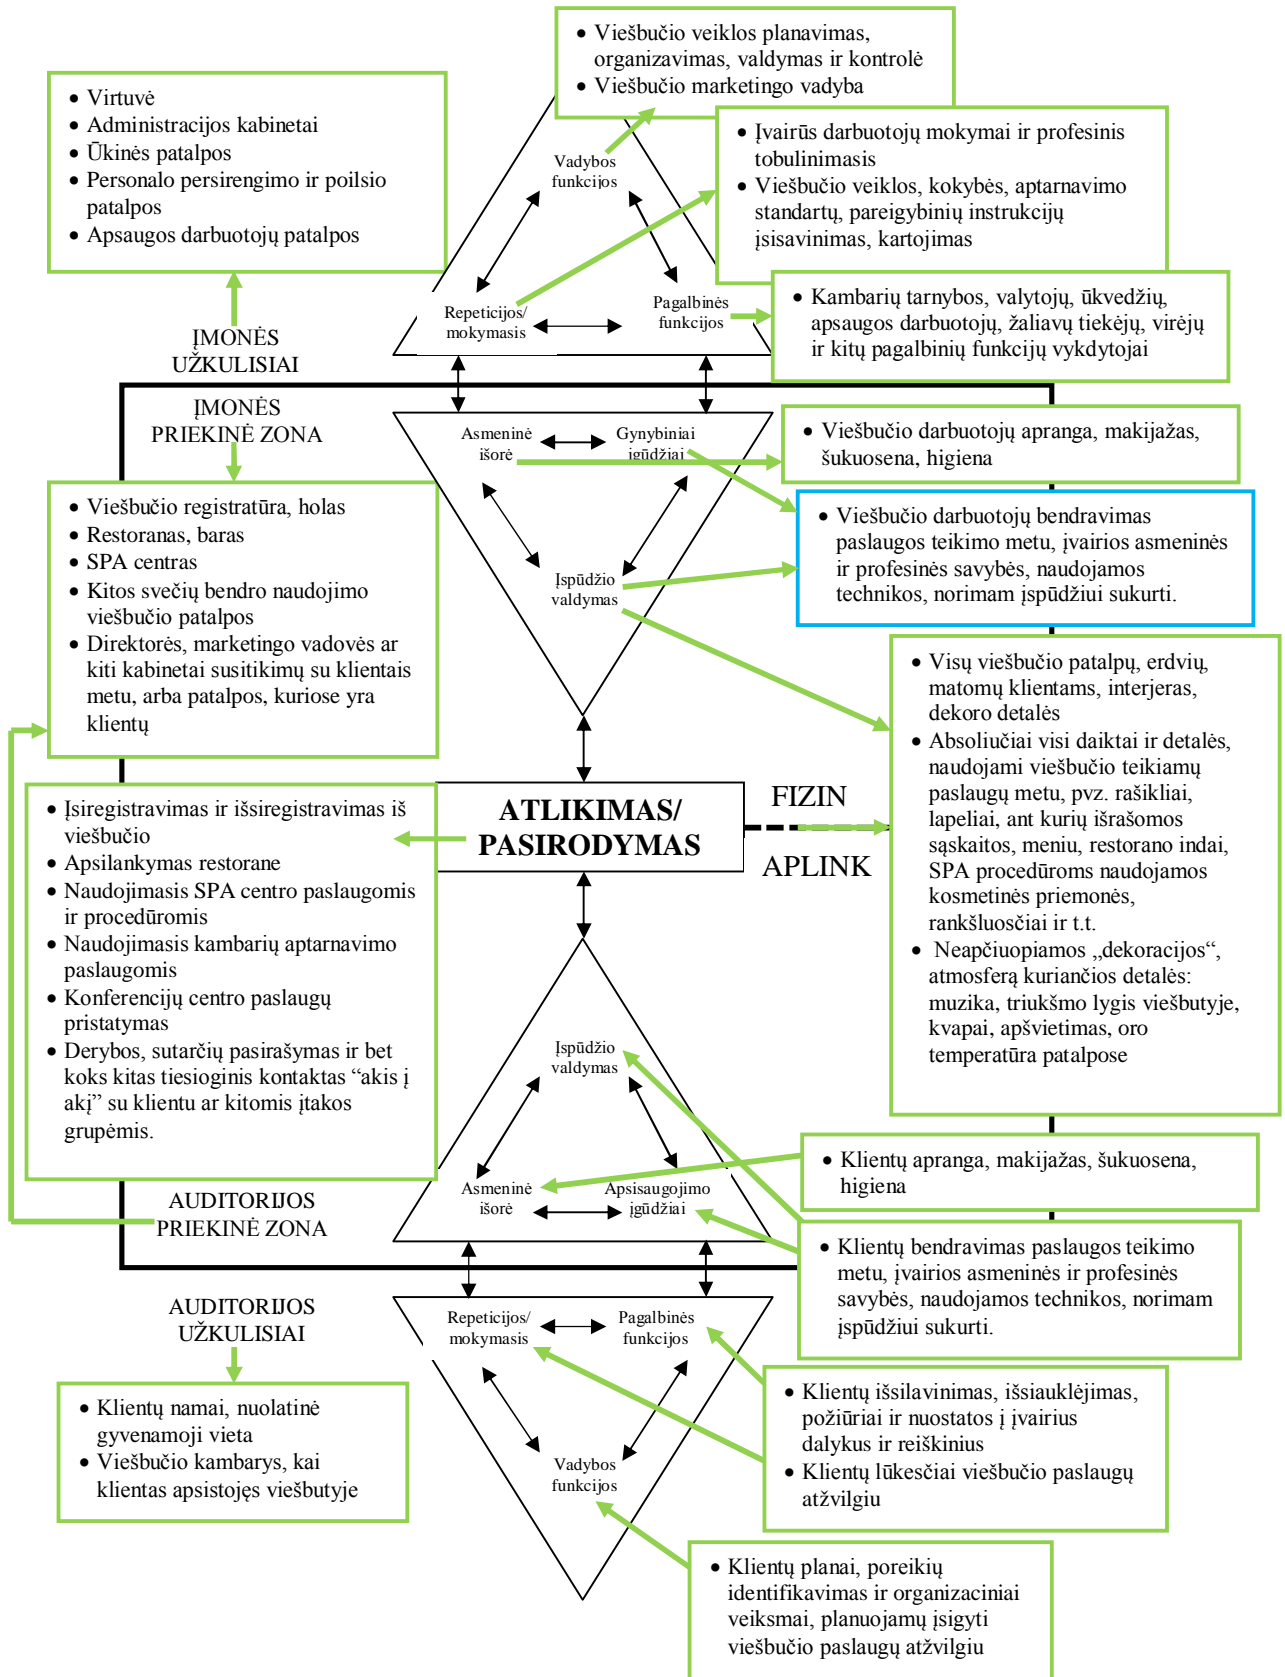 • Viešbučio veiklos planavimas,
organizavimas, valdymas ir kontrolė
• Viešbučio marketingo vadyba
• Virtuvė
• Administracijos kabinetai
• Ūkinės patalpos
• Personalo persirengimo ir poilsio
patalpos
• Apsaugos darbuotojų patalpos
• Įvairūs darbuotojų mokymai ir profesinis
tobulinimasis
• Viešbučio veiklos, kokybės, aptarnavimo
standartų, pareigybinių instrukcijų
įsisavinimas, kartojimas
Vadybos
funkcijos
Repeticijos/
mokymasis
Pagalbinės
funkcijos
• Kambarių tarnybos, valytojų, ūkvedžių,
apsaugos darbuotojų, žaliavų tiekėjų, virėjų
ir kitų pagalbinių funkcijų vykdytojai
ĮMONĖS
UŽKULISIAI
ĮMONĖS
PRIEKINĖ ZONA
Asmeninė
išorė
Gynybiniai
įgūdžiai
• Viešbučio darbuotojų apranga, makijažas,
šukuosena, higiena
• Viešbučio registratūra, holas
• Restoranas, baras
• SPA centras
• Kitos svečių bendro naudojimo
viešbučio patalpos
• Direktorės, marketingo vadovės ar
kiti kabinetai susitikimų su klientais
metu, arba patalpos, kuriose yra
klientų
• Viešbučio darbuotojų bendravimas
paslaugos teikimo metu, įvairios asmeninės
ir profesinės savybės, naudojamos
technikos, norimam įspūdžiui sukurti.
Įspūdžio
valdymas
• Visų viešbučio patalpų, erdvių,
matomų klientams, interjeras,
dekoro detalės
• Absoliučiai visi daiktai ir detalės,
naudojami viešbučio teikiamų
paslaugų metu, pvz. rašikliai,
lapeliai, ant kurių išrašomos
sąskaitos, meniu, restorano indai,
SPA procedūroms naudojamos
kosmetinės priemonės,
rankšluosčiai ir t.t.
• Neapčiuopiamos „dekoracijos“,
atmosferą kuriančios detalės:
muzika, triukšmo lygis viešbutyje,
kvapai, apšvietimas, oro
temperatūra patalpose
ATLIKIMAS/
PASIRODYMAS
FIZIN
APLINK
• Įsiregistravimas ir išsiregistravimas iš
viešbučio
• Apsilankymas restorane
• Naudojimasis SPA centro paslaugomis
ir procedūromis
• Naudojimasis kambarių aptarnavimo
paslaugomis
• Konferencijų centro paslaugų
pristatymas
• Derybos, sutarčių pasirašymas ir bet
koks kitas tiesioginis kontaktas “akis į
akį” su klientu ar kitomis įtakos
grupėmis.
Įspūdžio
valdymas
Asmeninė
išorė
Apsisaugojimo
įgūdžiai
• Klientų apranga, makijažas, šukuosena,
higiena
AUDITORIJOS
PRIEKINĖ ZONA
• Klientų bendravimas paslaugos teikimo
metu, įvairios asmeninės ir profesinės
savybės, naudojamos technikos, norimam
įspūdžiui sukurti.
AUDITORIJOS
UŽKULISIAI
Repeticijos/
mokymasis
Pagalbinės
funkcijos
Vadybos
funkcijos
• Klientų namai, nuolatinė
gyvenamoji vieta
• Viešbučio kambarys, kai
klientas apsistojęs viešbutyje
• Klientų išsilavinimas, išsiauklėjimas,
požiūriai ir nuostatos į įvairius
dalykus ir reiškinius
• Klientų lūkesčiai viešbučio paslaugų
atžvilgiu
• Klientų planai, poreikių
identifikavimas ir organizaciniai
veiksmai, planuojamų įsigyti
viešbučio paslaugų atžvilgiu